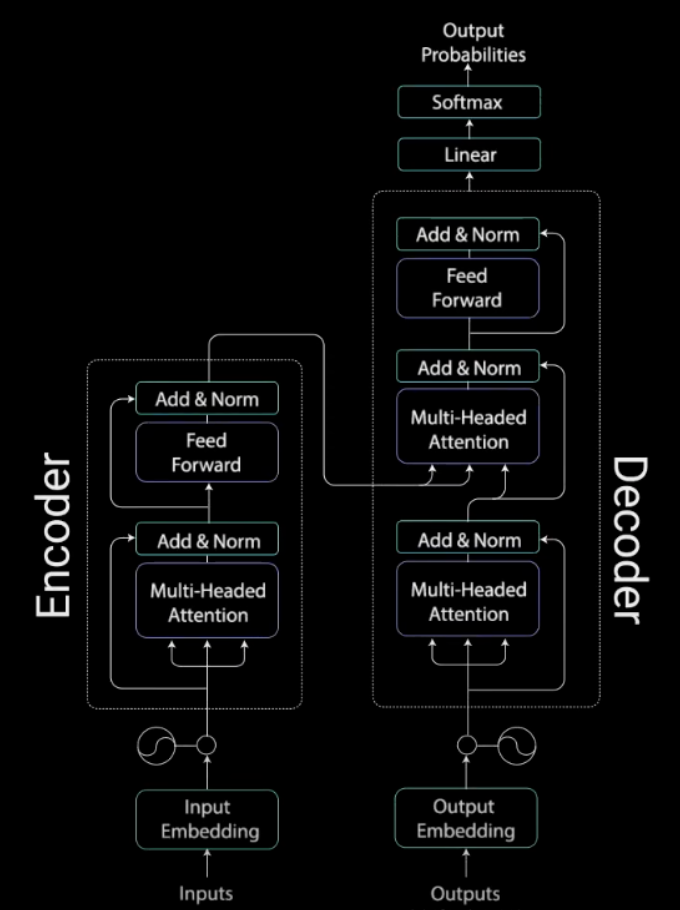 Output
Probabilities
Softmax
Linear
Add & Norm
Feed
Forward
Add & Norm
Multi-Headed
Attention
Add & Norm
Multi-Headed
Attention
Decoder
Output
Embedding
Outputs
Encoder
Add & Norm
Feed
Forward
Add & Norm
Multi-Headed
Attention
Input
Embedding
Inputs